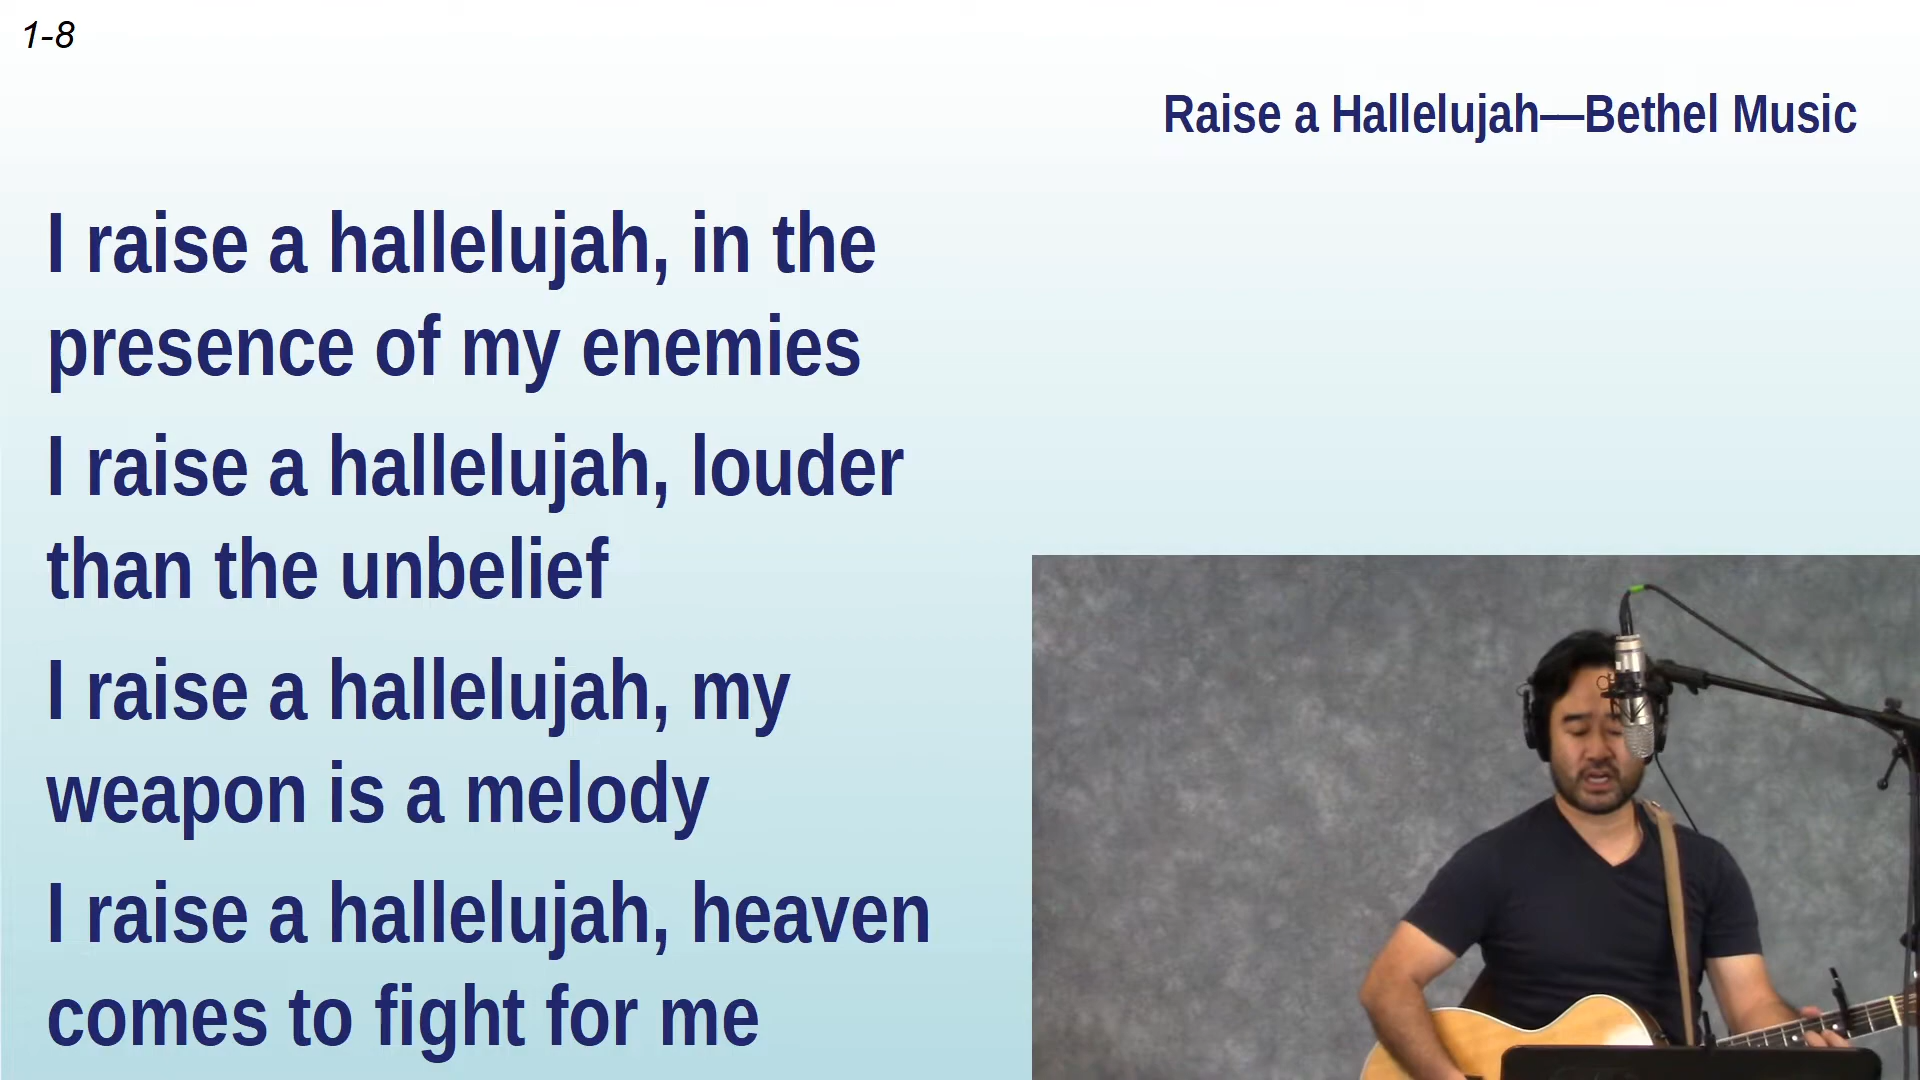 1-8
Raise a Hallelujah—Bethel Music
I raise a hallelujah, in the
presence of my enemies
I raise a hallelujah, louder
than the unbelief
I raise a hallelujah, my
weapon is a melody
I raise a hallelujah, heaven
comes to fight for me